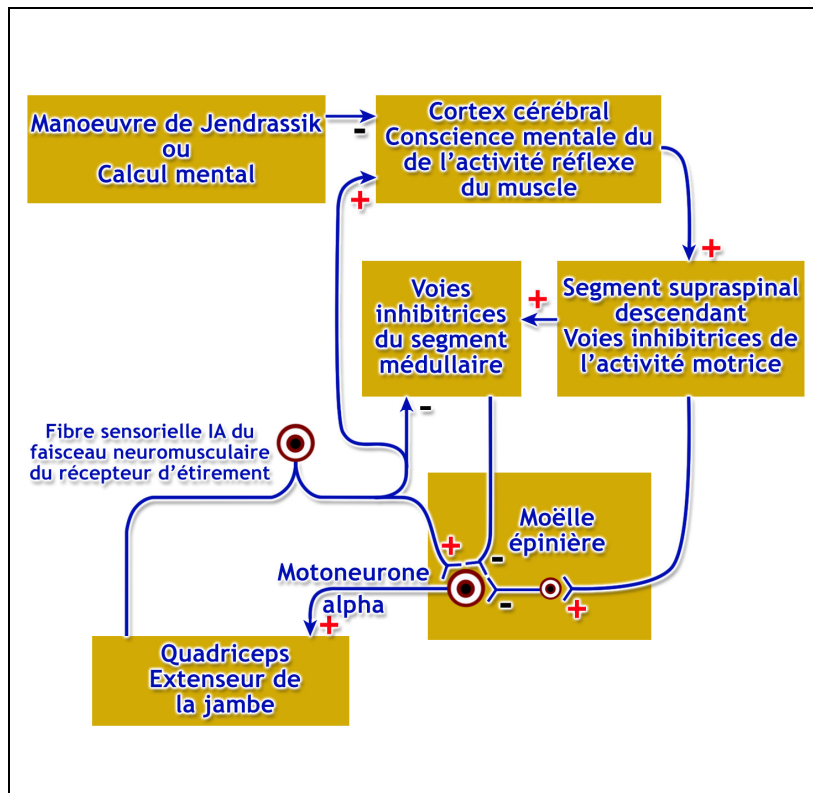 Manoeuvre de Jendrassik
ou
Calcul mental
-
Cortex cérébral
Conscience mentale du
de l'activité réflexe
du muscle
+
+
Voies
inhibitrices
du segment
médullaire
+
Segment supraspinal
descendant
Voies inhibitrices de
l'activité motrice
-
Fibre sensorielle IA du
faisceau neuromusculaire
du récepteur d'étirement
Moëlle
épinière
+
-
-
+
Motoneurone
alpha
+
Quadriceps
Extenseur de
la jambe